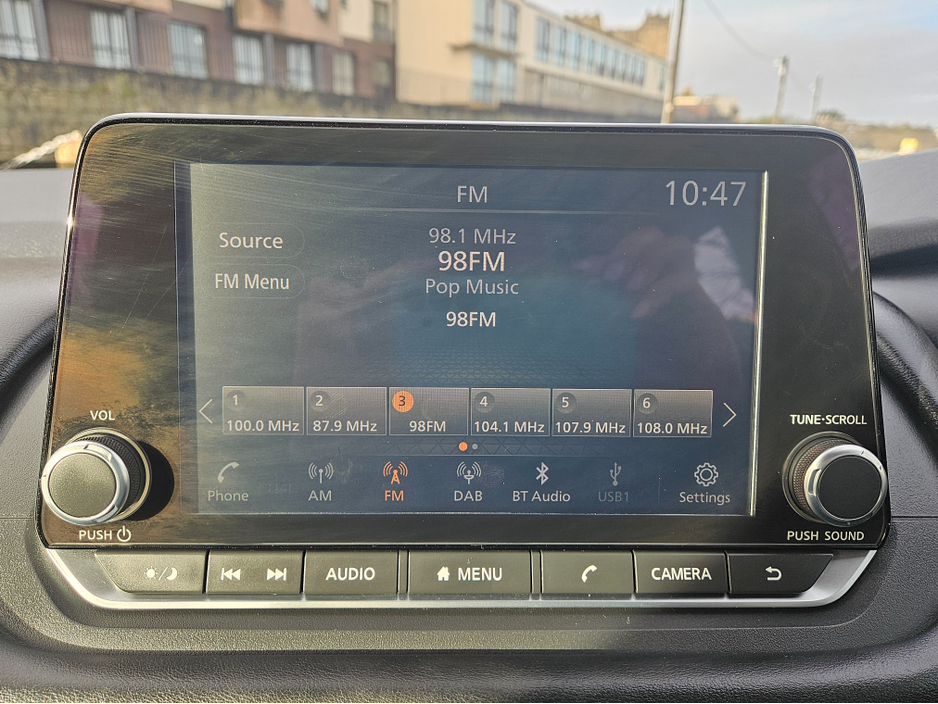 FM
10:47
Source
98.1 MHz
98FM
FM Menu
Pop Music
98FM
1 2 3 4 5 6
100.0 MHz 87.9 MHz 98FM 104.1 MHz 107.9 MHz 108.0 MHz
Phone AM FM DAB BT Audio USB1 Settings
VOL
PUSH
TUNE·SCROLL
PUSH SOUND
AUDIO MENU CAMERA